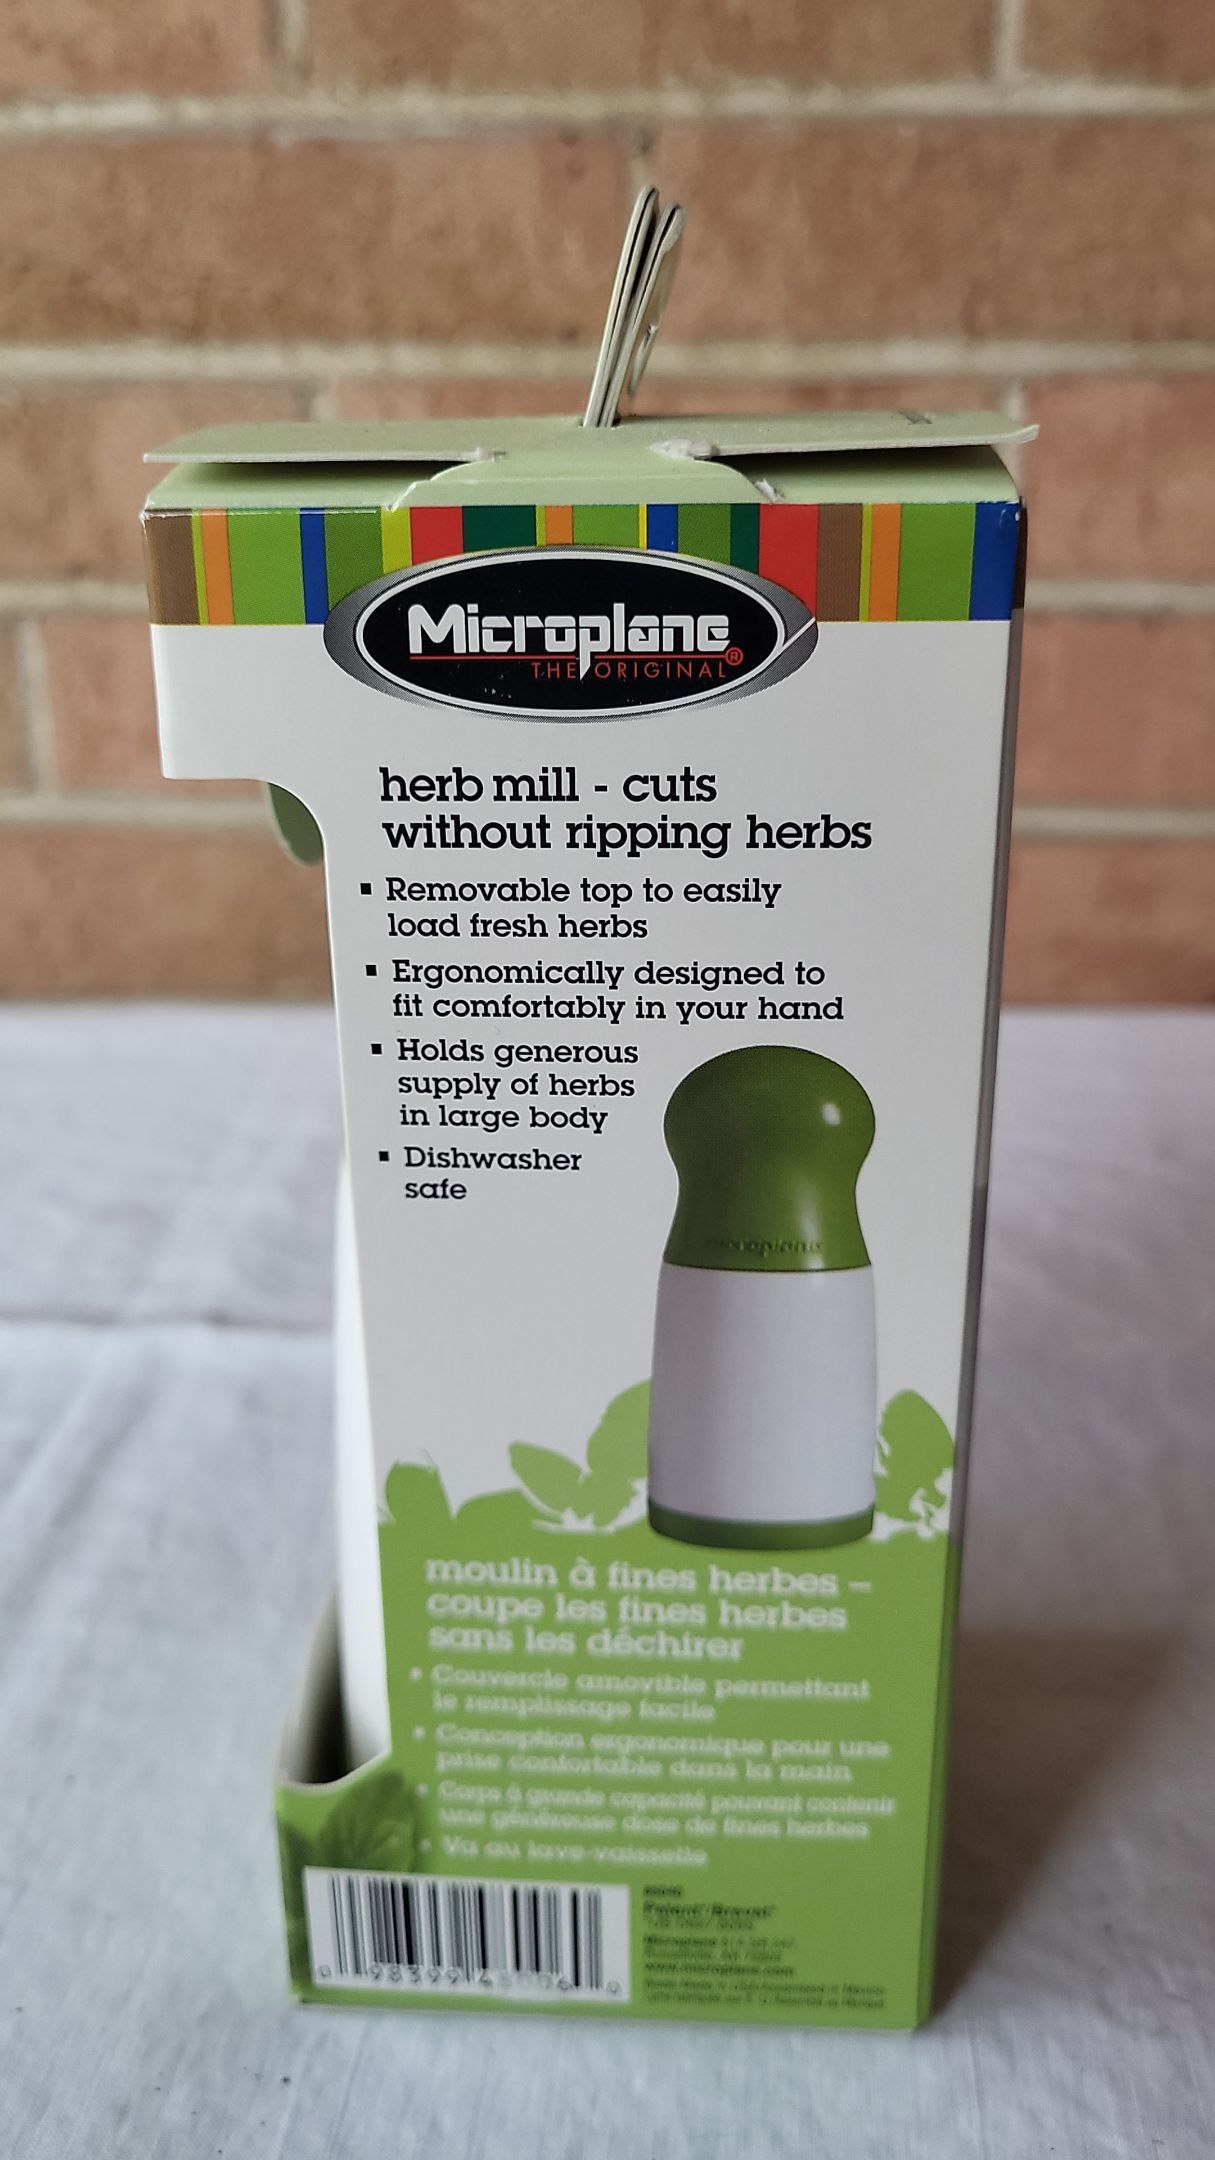 Microplane®
THE ORIGINAL
herb mill - cuts
without ripping herbs
▪ Removable top to easily
load fresh herbs
▪ Ergonomically designed to
fit comfortably in your hand
▪ Holds generous
supply of herbs
in large body
▪ Dishwasher
safe
microplane
moulin à fines herbes –
coupe les fines herbes
sans les déchirer
• Couvercle amovible permettant
le remplissage facile
• Conception ergonomique pour une
prise confortable dans la main
• Corps à grande capacité pouvant contenir
une généreuse dose de fines herbes
• Va au lave-vaisselle
Microplane
www.microplane.com